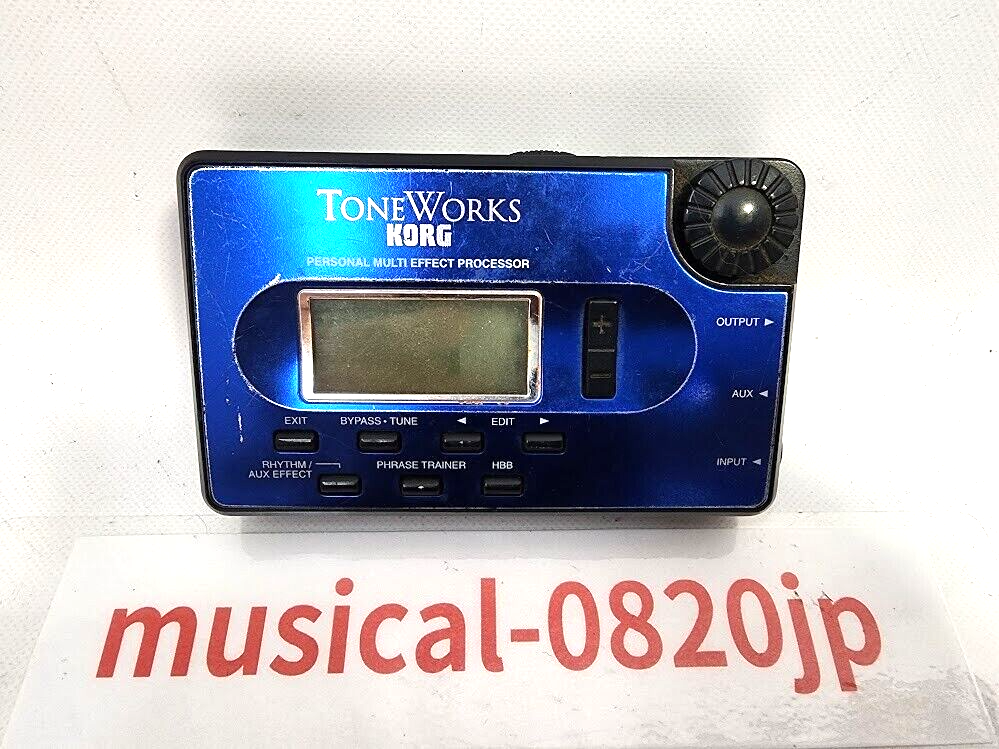 TONEWORKS
KORG
PERSONAL MULTI EFFECT PROCESSOR
+
−
OUTPUT ▶
AUX ◀
INPUT ◀
EXIT BYPASS • TUNE ◀ EDIT ▶
RHYTHM / AUX EFFECT PHRASE TRAINER HBB
musical-0820jp